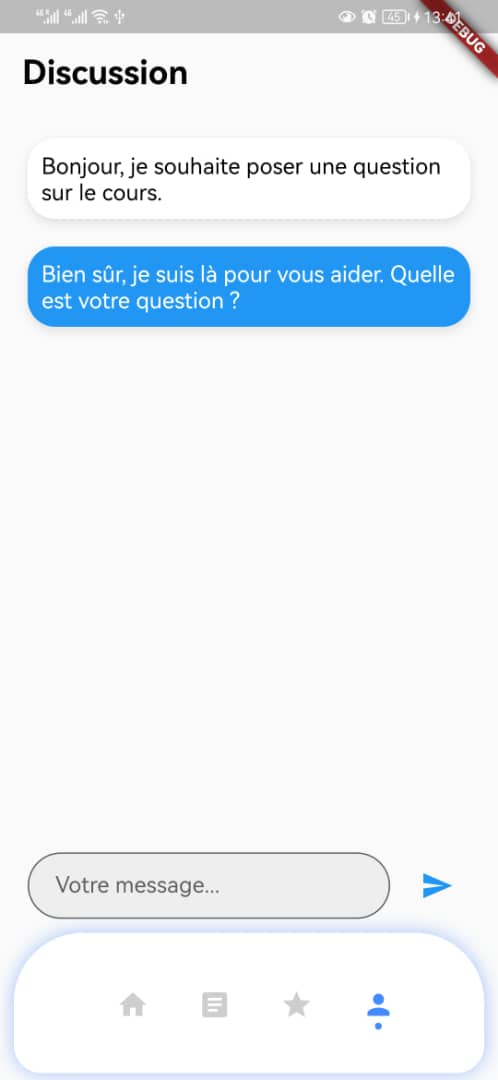 45
13:41
DEBUG
Discussion
Bonjour, je souhaite poser une question
sur le cours.
Bien sûr, je suis là pour vous aider. Quelle
est votre question ?
Votre message...